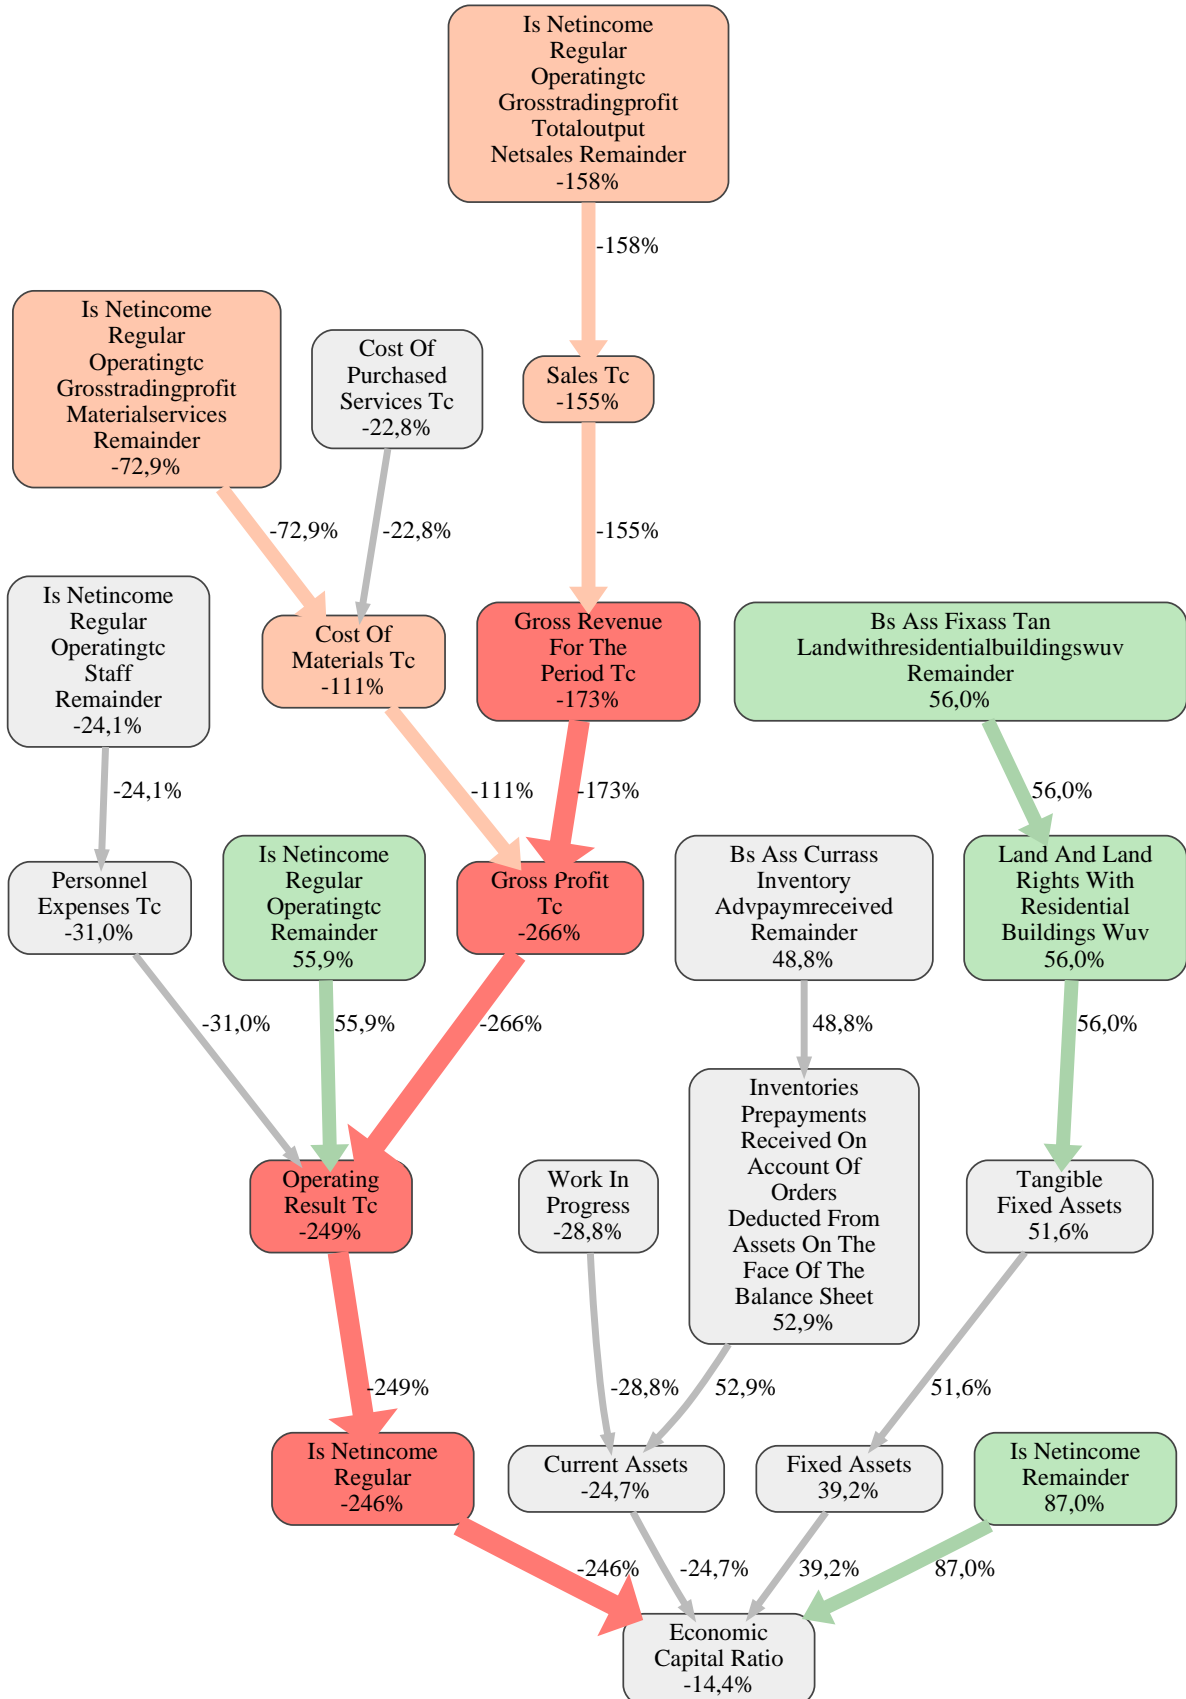 Is Netincome
Regular
Operatingtc
Grosstradingprofit
Totaloutput
Netsales Remainder
-158%
-158%
Is Netincome
Regular
Operatingtc
Grosstradingprofit
Materialservices
Remainder
-72,9%
Cost Of
Purchased
Services Tc
-22,8%
Sales Tc
-155%
-72,9%
-22,8%
-155%
Is Netincome
Regular
Operatingtc
Staff
Remainder
-24,1%
Cost Of
Materials Tc
-111%
Gross Revenue
For The
Period Tc
-173%
Bs Ass Fixass Tan
Landwithresidentialbuildingswuv
Remainder
56,0%
-24,1%
-111%
-173%
56,0%
Personnel
Expenses Tc
-31,0%
Is Netincome
Regular
Operatingtc
Remainder
55,9%
Gross Profit
Tc
-266%
Bs Ass Currass
Inventory
Advpaymreceived
Remainder
48,8%
Land And Land
Rights With
Residential
Buildings Wuv
56,0%
-31,0%
55,9%
-266%
48,8%
56,0%
Operating
Result Tc
-249%
Work In
Progress
-28,8%
Inventories
Prepayments
Received On
Account Of
Orders
Deducted From
Assets On The
Face Of The
Balance Sheet
52,9%
Tangible
Fixed Assets
51,6%
-249%
-28,8%
52,9%
51,6%
Is Netincome
Regular
-246%
Current Assets
-24,7%
Fixed Assets
39,2%
Is Netincome
Remainder
87,0%
-246%
-24,7%
39,2%
87,0%
Economic
Capital Ratio
-14,4%